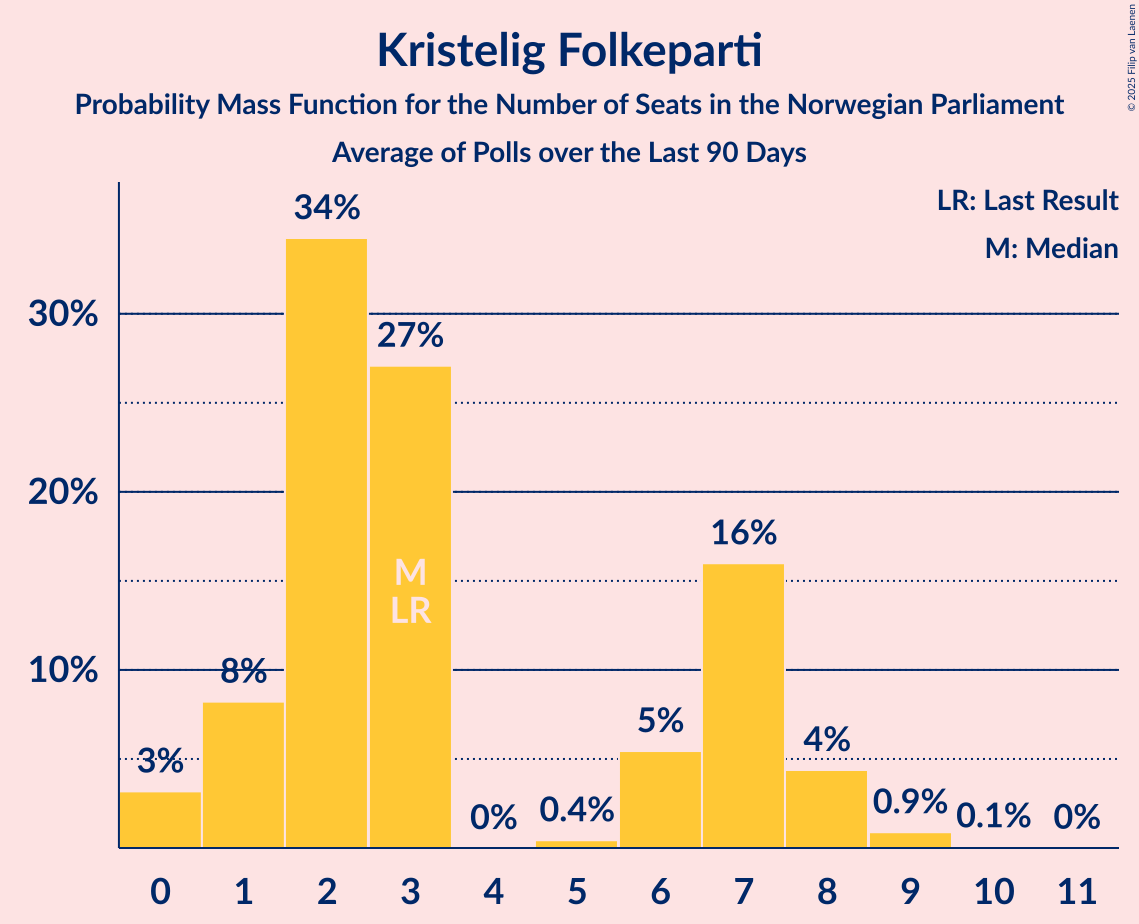 Kristelig Folkeparti
Probability Mass Function for the Number of Seats in the Norwegian Parliament
Average of Polls over the Last 90 Days
© 2025 Filip van Laenen
LR: Last Result
M: Median
34%
30%
27%
20%
16%
M
LR
10%
8%
5%
4%
3%
0.9%
0.4%
0.1%
0%
0%
0 1 2 3 4 5 6 7 8 9 10 11